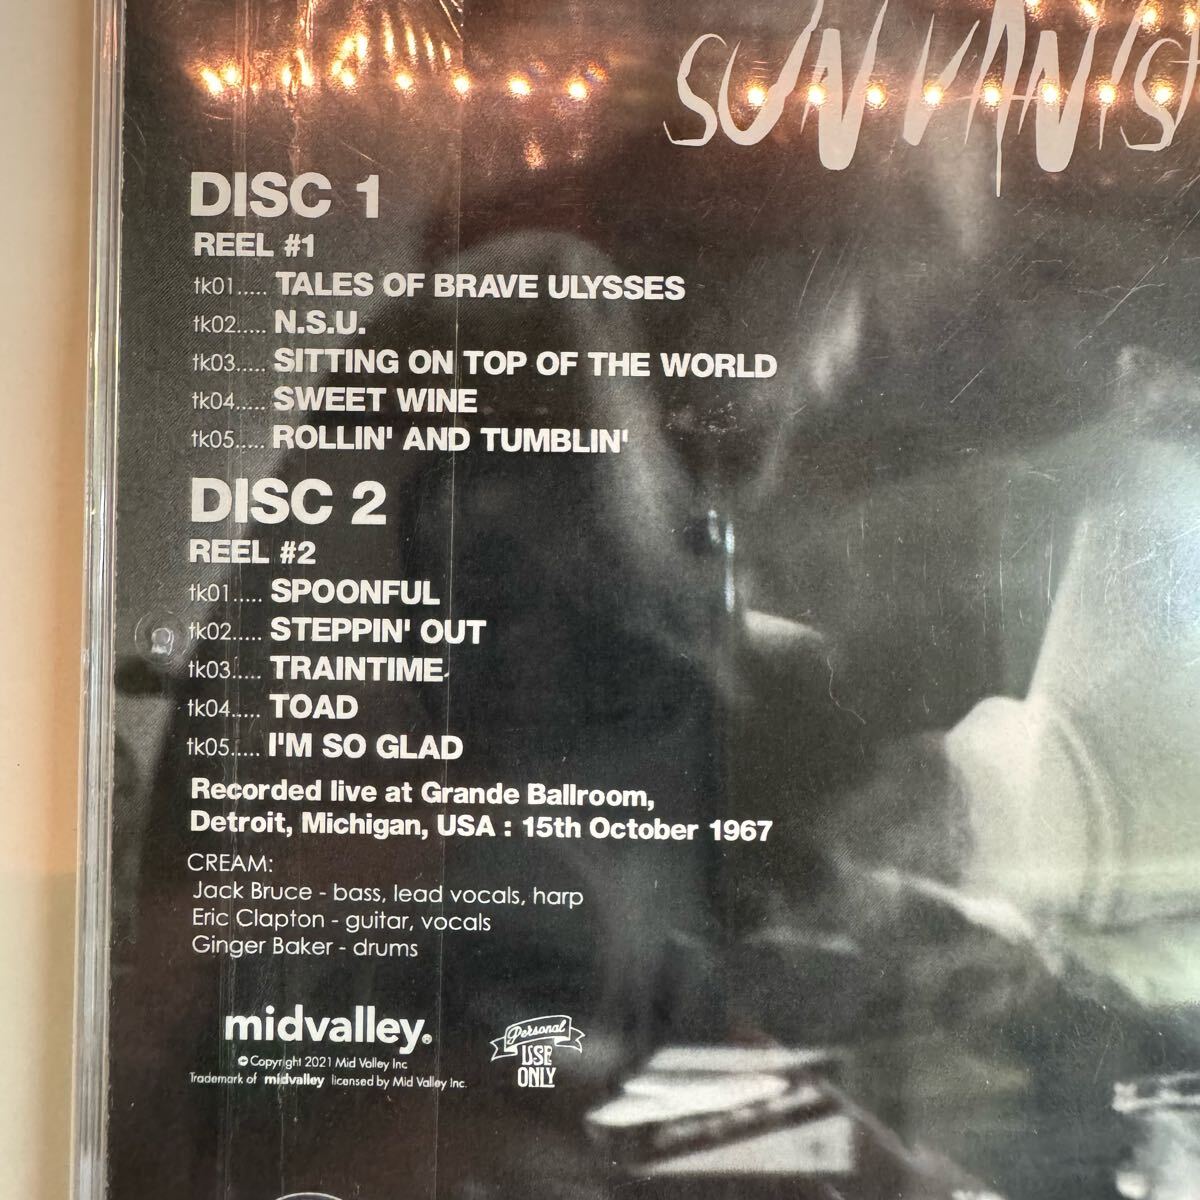 SUN
DISC 1
REEL #1
tk01..... TALES OF BRAVE ULYSSES
tk02..... N.S.U.
tk03..... SITTING ON TOP OF THE WORLD
tk04..... SWEET WINE
tk05..... ROLLIN' AND TUMBLIN'
DISC 2
REEL #2
tk01..... SPOONFUL
tk02..... STEPPIN' OUT
tk03..... TRAINTIME
tk04..... TOAD
tk05..... I'M SO GLAD
Recorded live at Grande Ballroom,
Detroit, Michigan, USA : 15th October 1967
CREAM:
Jack Bruce - bass, lead vocals, harp
Eric Clapton - guitar, vocals
Ginger Baker - drums
midvalley®
© Copyright 2021 Mid Valley Inc
Trademark of midvalley licensed by Mid Valley Inc.
Personal
USE
ONLY